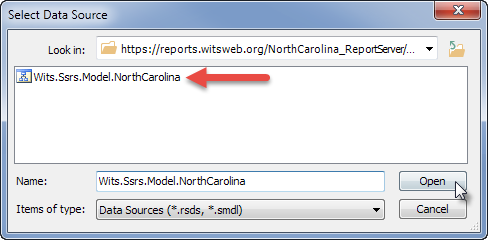 Select Data Source
Look in: https://reports.witsweb.org/NorthCarolina_ReportServer/...
Wits.Ssrs.Model.NorthCarolina
Name: Wits.Ssrs.Model.NorthCarolina Open
Items of type: Data Sources (*.rsds, *.smdl) Cancel